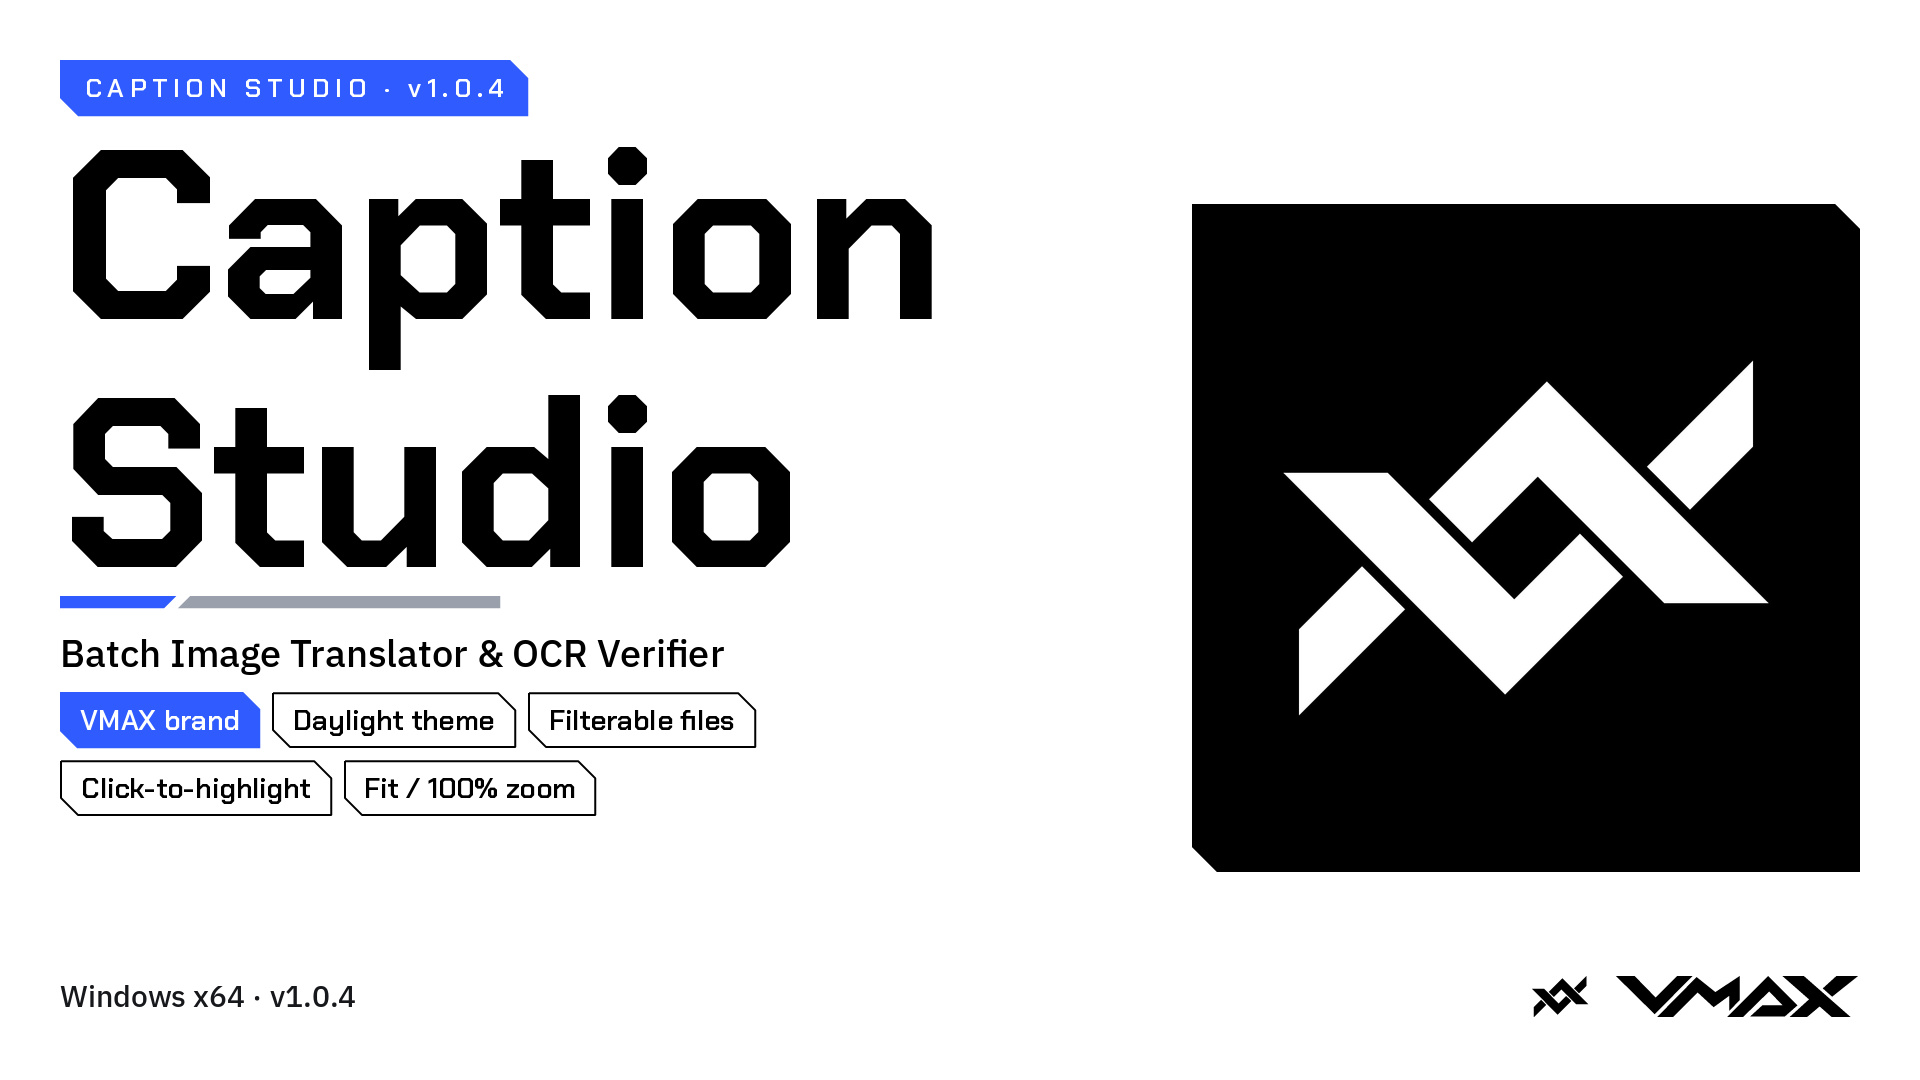 CAPTION STUDIO · v1.0.4
Caption
Studio
Batch Image Translator & OCR Verifier
VMAX brand
Daylight theme
Filterable files
Click-to-highlight
Fit / 100% zoom
Windows x64 · v1.0.4
VMAX